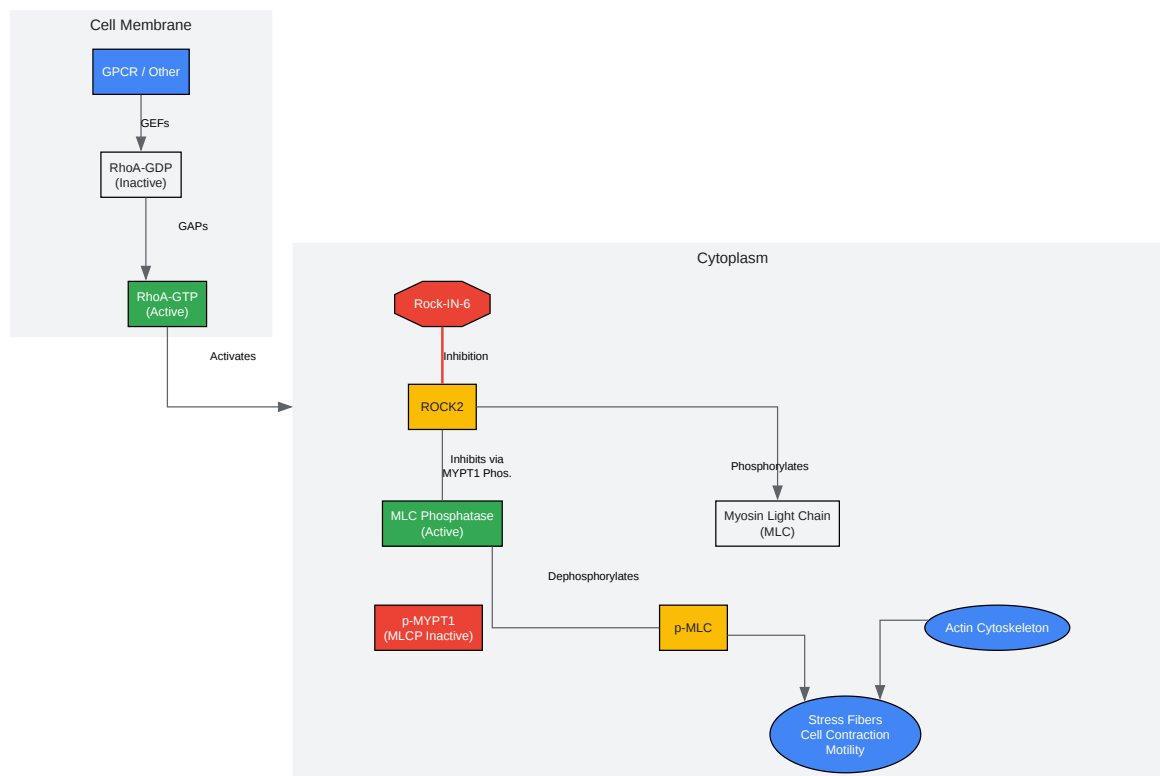 Cell Membrane
GPCR / Other
GEFs
RhoA-GDP
(Inactive)
GAPs
RhoA-GTP
(Active)
Activates
Cytoplasm
Rock-IN-6
Inhibition
ROCK2
Inhibits via
MYPT1 Phos.
Phosphorylates
MLC Phosphatase
(Active)
Myosin Light Chain
(MLC)
Dephosphorylates
p-MYPT1
(MLCP Inactive)
p-MLC
Actin Cytoskeleton
Stress Fibers
Cell Contraction
Motility